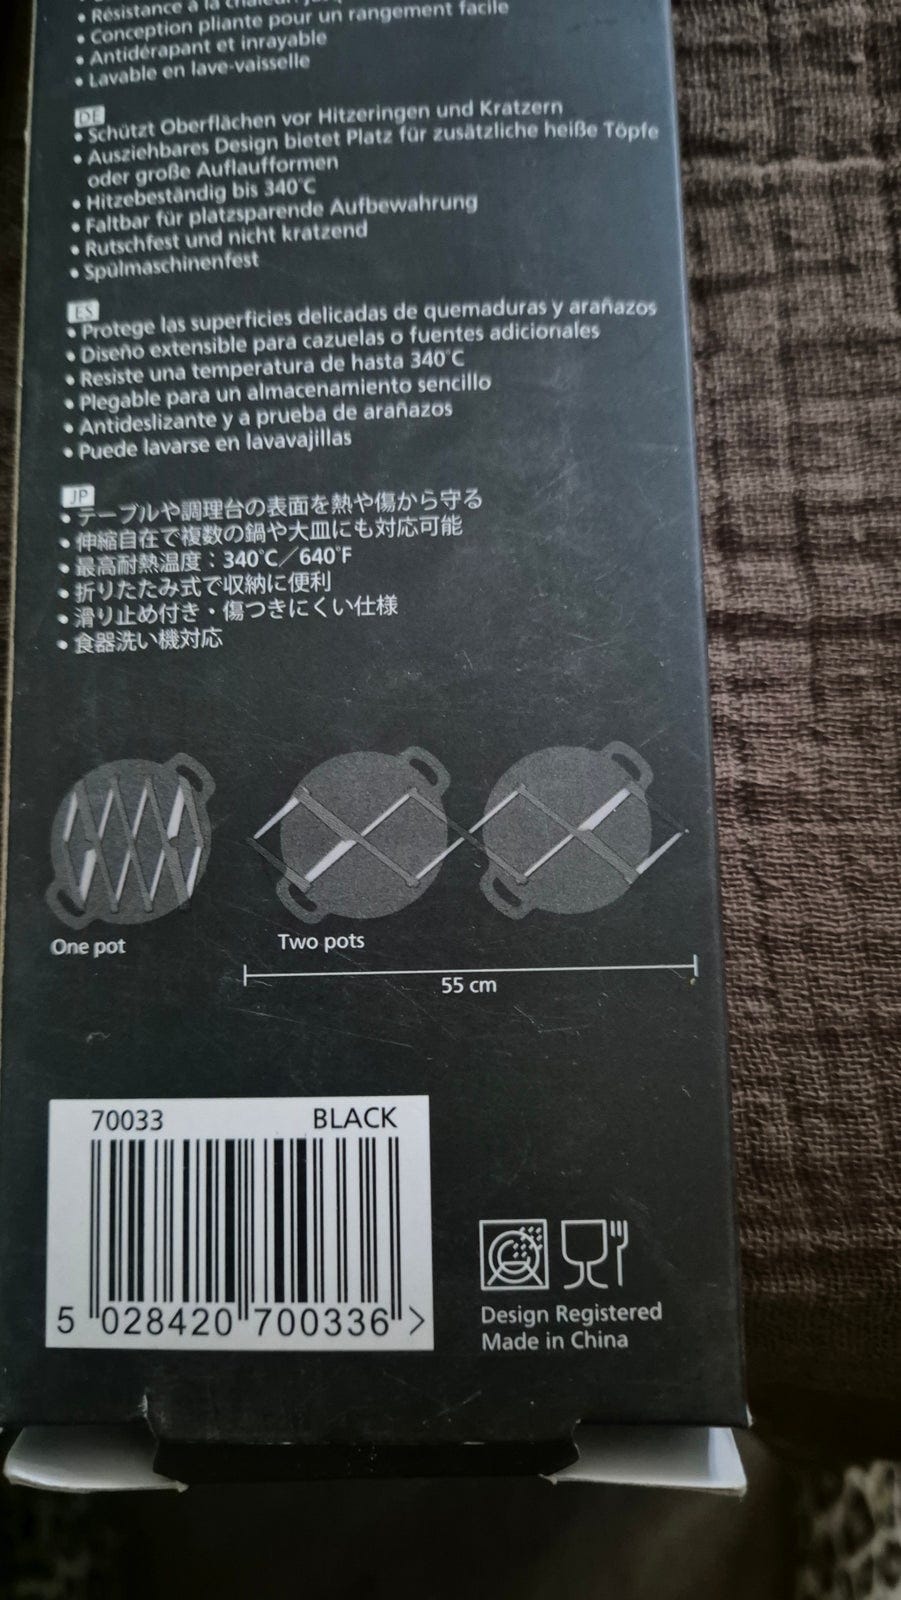 • Résistance à la chaleur
• Conception pliante pour un rangement facile
• Antidérapant et inrayable
• Lavable en lave-vaisselle
DE
• Schützt Oberflächen vor Hitzeringen und Kratzern
• Ausziehbares Design bietet Platz für zusätzliche heiße Töpfe
oder große Auflaufformen
• Hitzebeständig bis 340°C
• Faltbar für platzsparende Aufbewahrung
• Rutschfest und nicht kratzend
• Spülmaschinenfest
ES
• Protege las superficies delicadas de quemaduras y arañazos
• Diseño extensible para cazuelas o fuentes adicionales
• Resiste una temperatura de hasta 340°C
• Plegable para un almacenamiento sencillo
• Antideslizante y a prueba de arañazos
• Puede lavarse en lavavajillas
JP
• テーブルや調理台の表面を熱や傷から守る
• 伸縮自在で複数の鍋や大皿にも対応可能
• 最高耐熱温度：340°C／640°F
• 折りたたみ式で収納に便利
• 滑り止め付き・傷つきにくい仕様
• 食器洗い機対応
One pot
Two pots
55 cm
70033 BLACK
5 028420 700336 >
Design Registered
Made in China